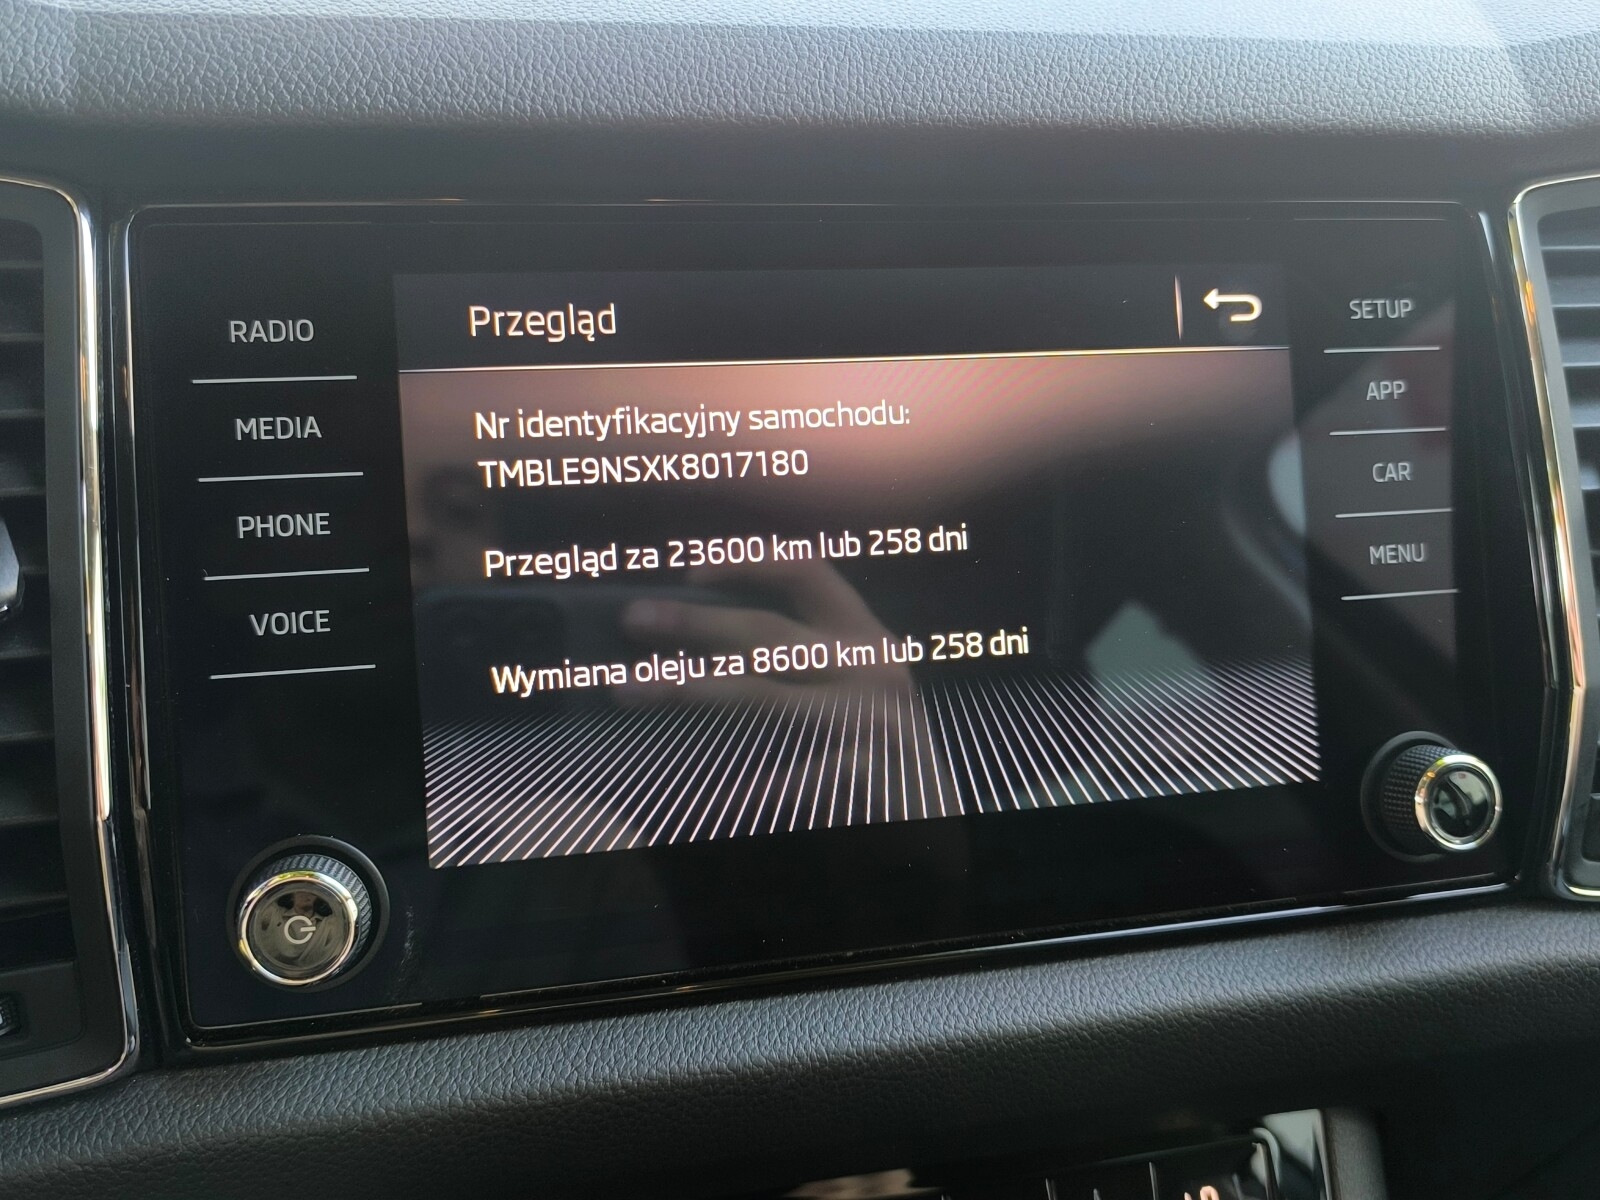 Przegląd
RADIO
MEDIA
PHONE
VOICE
Nr identyfikacyjny samochodu:
TMBLE9NSXK8017180
Przegląd za 23600 km lub 258 dni
Wymiana oleju za 8600 km lub 258 dni
SETUP
APP
CAR
MENU